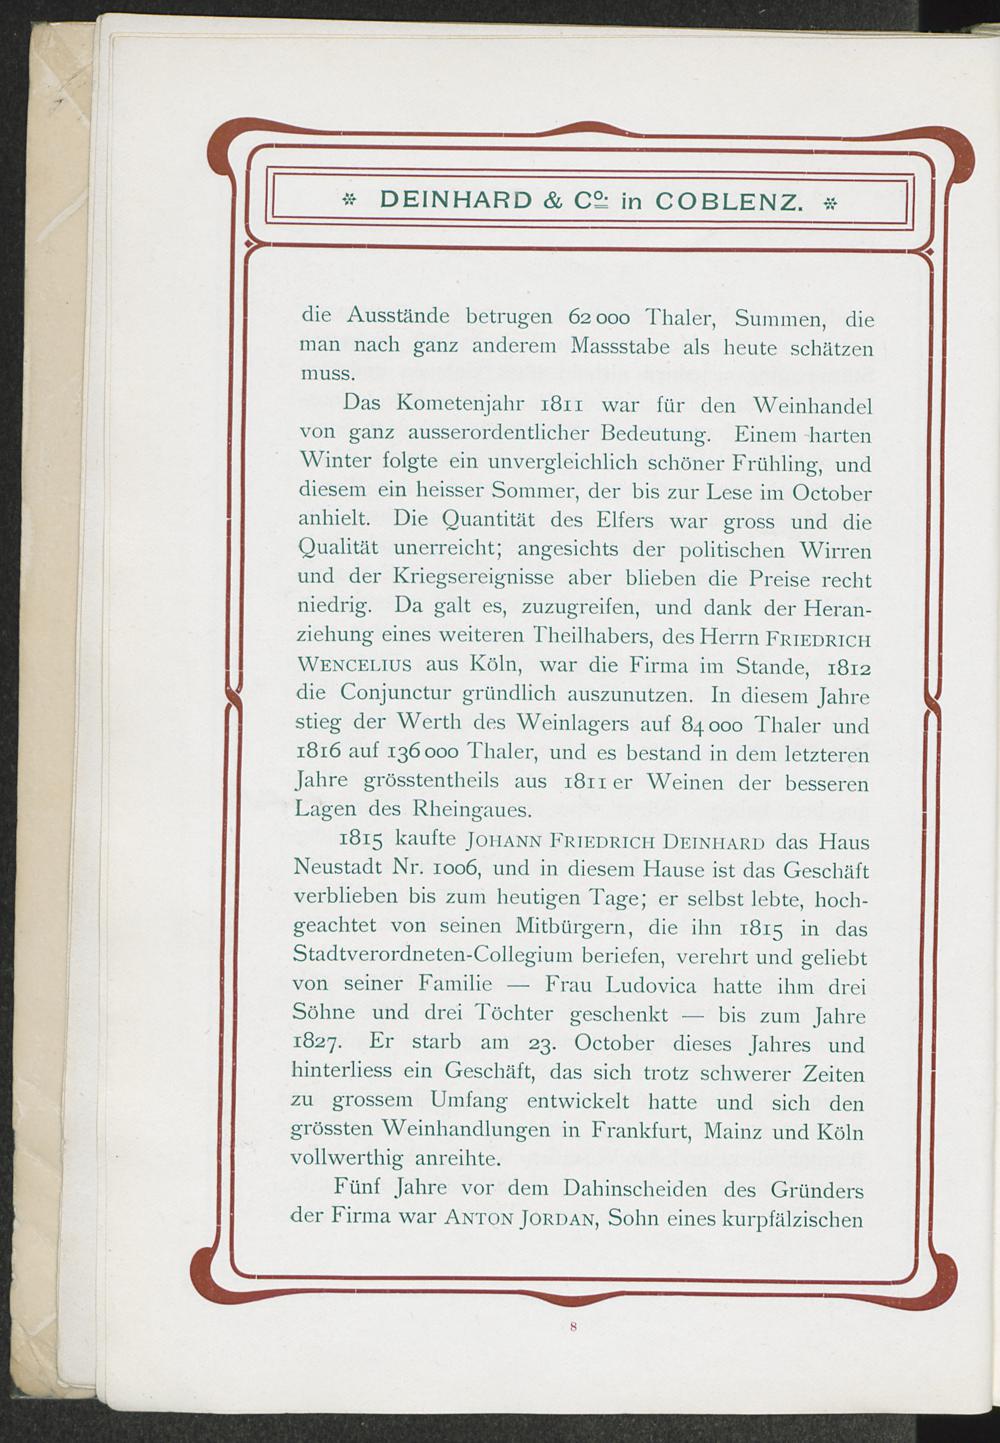 * DEINHARD & Co. in COBLENZ. *
die Ausstände betrugen 62 000 Thaler, Summen, die
man nach ganz anderem Massstabe als heute schätzen
muss.
Das Kometenjahr 1811 war für den Weinhandel
von ganz ausserordentlicher Bedeutung. Einem harten
Winter folgte ein unvergleichlich schöner Frühling, und
diesem ein heisser Sommer, der bis zur Lese im October
anhielt. Die Quantität des Elfers war gross und die
Qualität unerreicht; angesichts der politischen Wirren
und der Kriegsereignisse aber blieben die Preise recht
niedrig. Da galt es, zuzugreifen, und dank der Heran-
ziehung eines weiteren Theilhabers, des Herrn FRIEDRICH
WENCELIUS aus Köln, war die Firma im Stande, 1812
die Conjunctur gründlich auszunutzen. In diesem Jahre
stieg der Werth des Weinlagers auf 84 000 Thaler und
1816 auf 136 000 Thaler, und es bestand in dem letzteren
Jahre grösstentheils aus 1811 er Weinen der besseren
Lagen des Rheingaues.
1815 kaufte JOHANN FRIEDRICH DEINHARD das Haus
Neustadt Nr. 1006, und in diesem Hause ist das Geschäft
verblieben bis zum heutigen Tage; er selbst lebte, hoch-
geachtet von seinen Mitbürgern, die ihn 1815 in das
Stadtverordneten-Collegium beriefen, verehrt und geliebt
von seiner Familie — Frau Ludovica hatte ihm drei
Söhne und drei Töchter geschenkt — bis zum Jahre
1827. Er starb am 23. October dieses Jahres und
hinterliess ein Geschäft, das sich trotz schwerer Zeiten
zu grossem Umfang entwickelt hatte und sich den
grössten Weinhandlungen in Frankfurt, Mainz und Köln
vollwerthig anreihte.
Fünf Jahre vor dem Dahinscheiden des Gründers
der Firma war ANTON JORDAN, Sohn eines kurpfälzischen
8